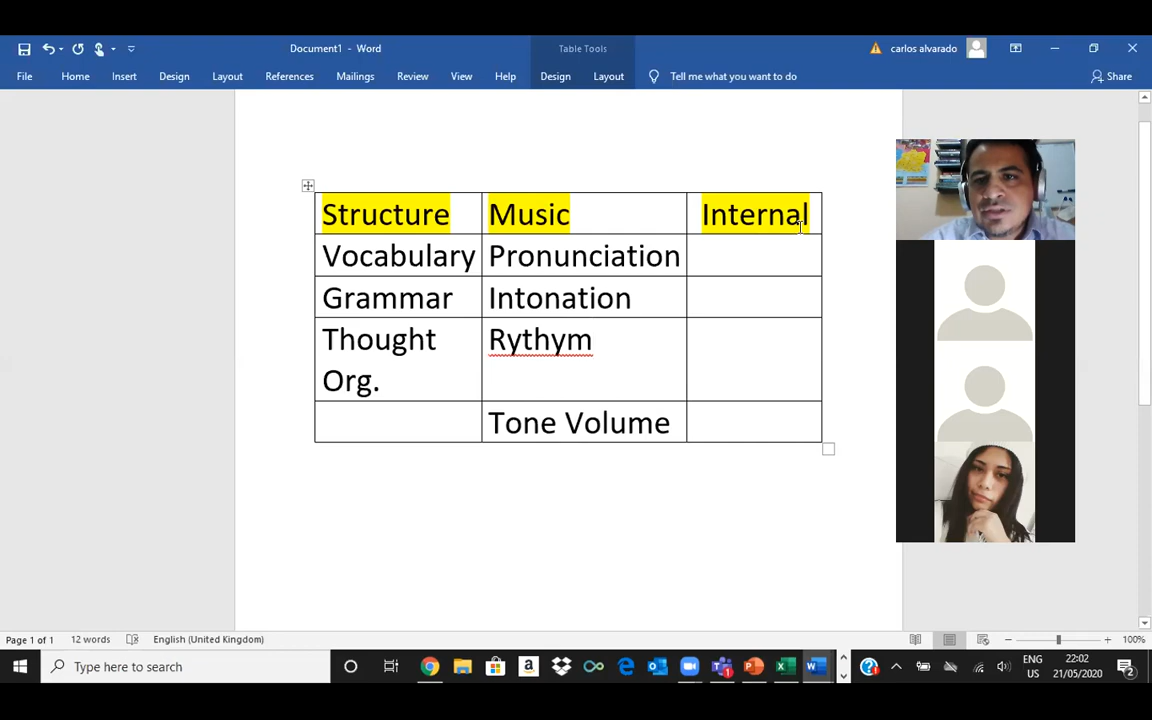 Document1 - Word
Table Tools
carlos alvarado
File Home Insert Design Layout References Mailings Review View Help Design Layout Tell me what you want to do Share
Structure Music Internal
Vocabulary Pronunciation
Grammar Intonation
Thought Rythym
Org.
Tone Volume
Page 1 of 1 12 words English (United Kingdom) 100%
Type here to search
ENG
US
22:02
21/05/2020